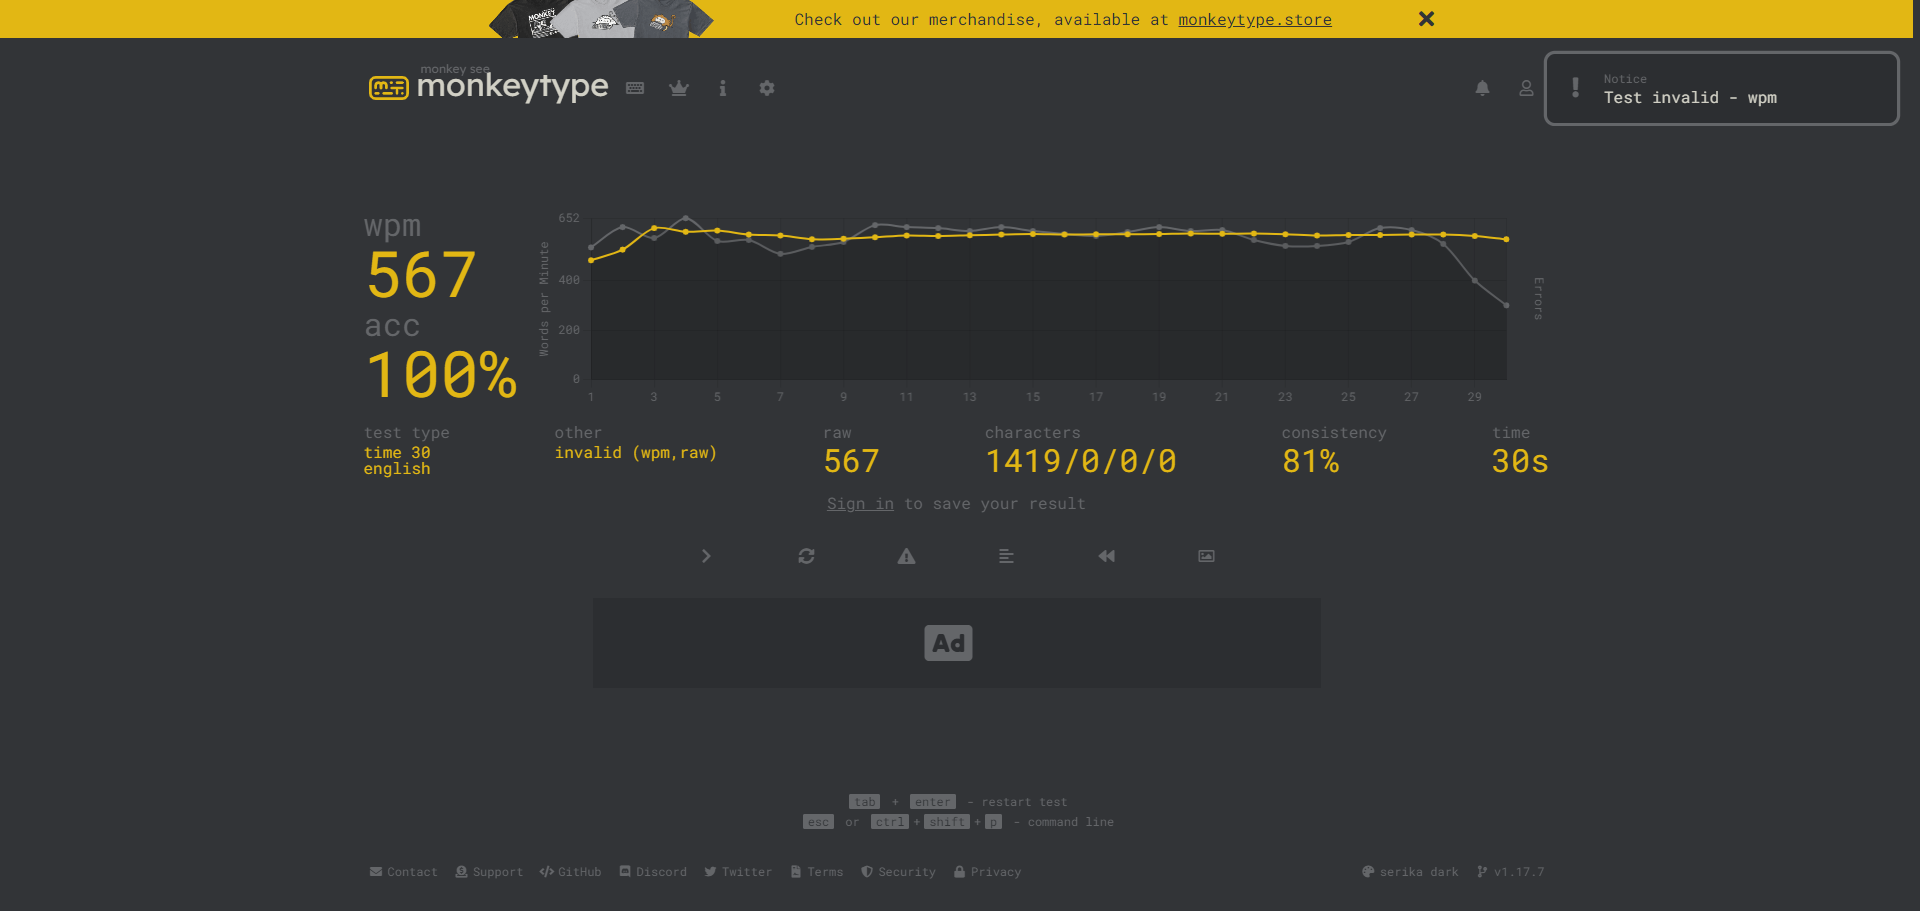 Check out our merchandise, available at monkeytype.store
MONKEY
monkey see
monkeytype
Notice
Test invalid - wpm
wpm
567
acc
100%
Words per Minute
652
400
200
0
1 3 5 7 9 11 13 15 17 19 21 23 25 27 29
Errors
test type
time 30
english
other
invalid (wpm,raw)
raw
567
characters
1419/0/0/0
consistency
81%
time
30s
Sign in to save your result
Ad
tab + enter - restart test
esc or ctrl + shift + p - command line
Contact Support GitHub Discord Twitter Terms Security Privacy serika dark v1.17.7